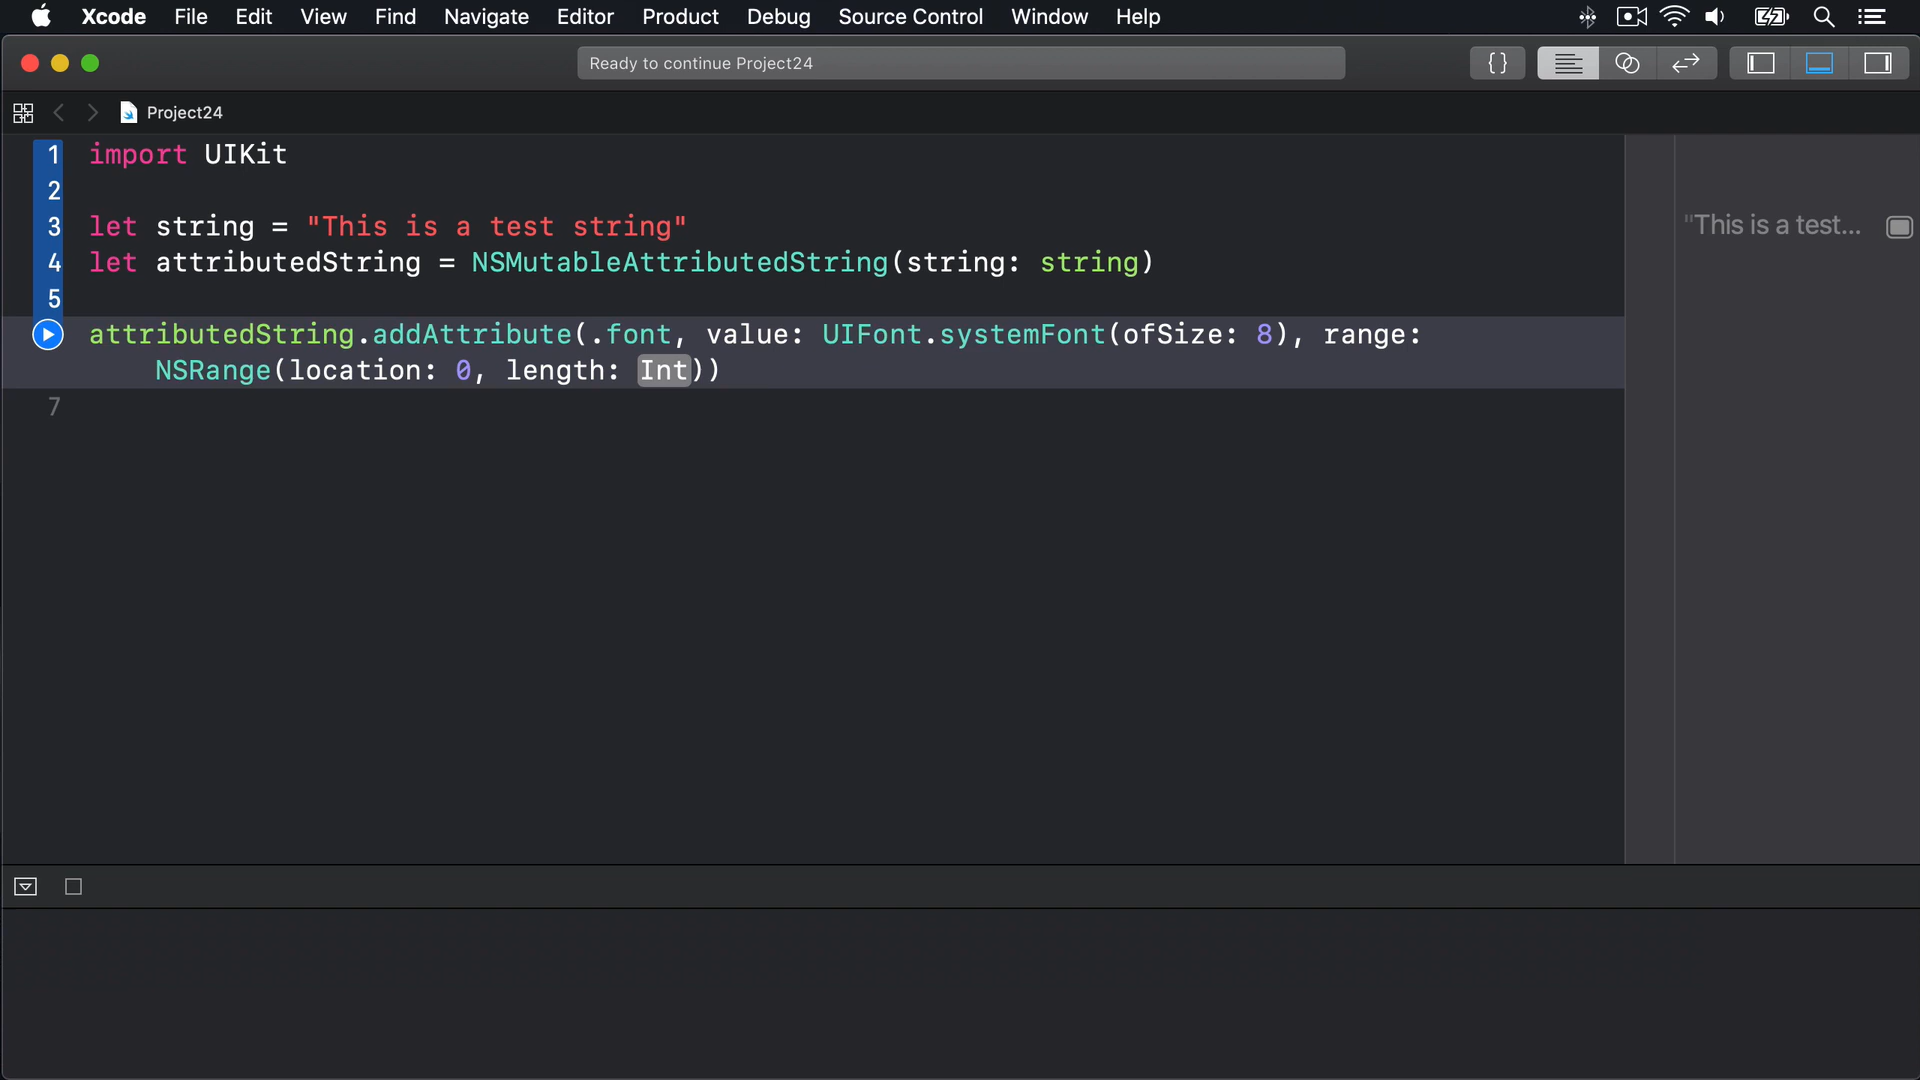 Xcode File Edit View Find Navigate Editor Product Debug Source Control Window Help
Ready to continue Project24
{ }
Project24
1 import UIKit
2
3 let string = "This is a test string"
"This is a test...
4 let attributedString = NSMutableAttributedString(string: string)
5
attributedString.addAttribute(.font, value: UIFont.systemFont(ofSize: 8), range:
NSRange(location: 0, length: Int))
7